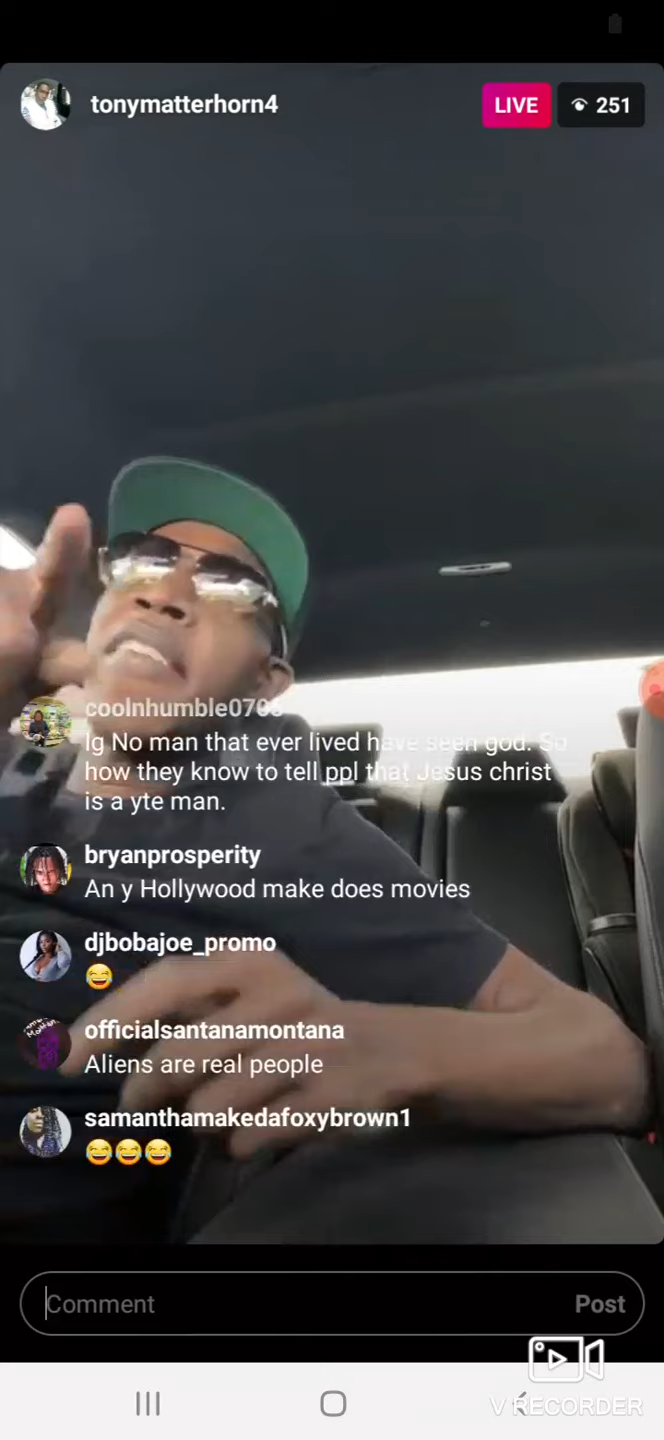 tonymatterhorn4
LIVE
251
coolnhumble0703
Ig No man that ever lived have seen god. So
how they know to tell ppl that Jesus christ
is a yte man.
bryanprosperity
An y Hollywood make does movies
djbobajoe_promo
😂
officialsantanamontana
Aliens are real people
samanthamakedafoxybrown1
😂😂😂
Comment
Post
V RECORDER